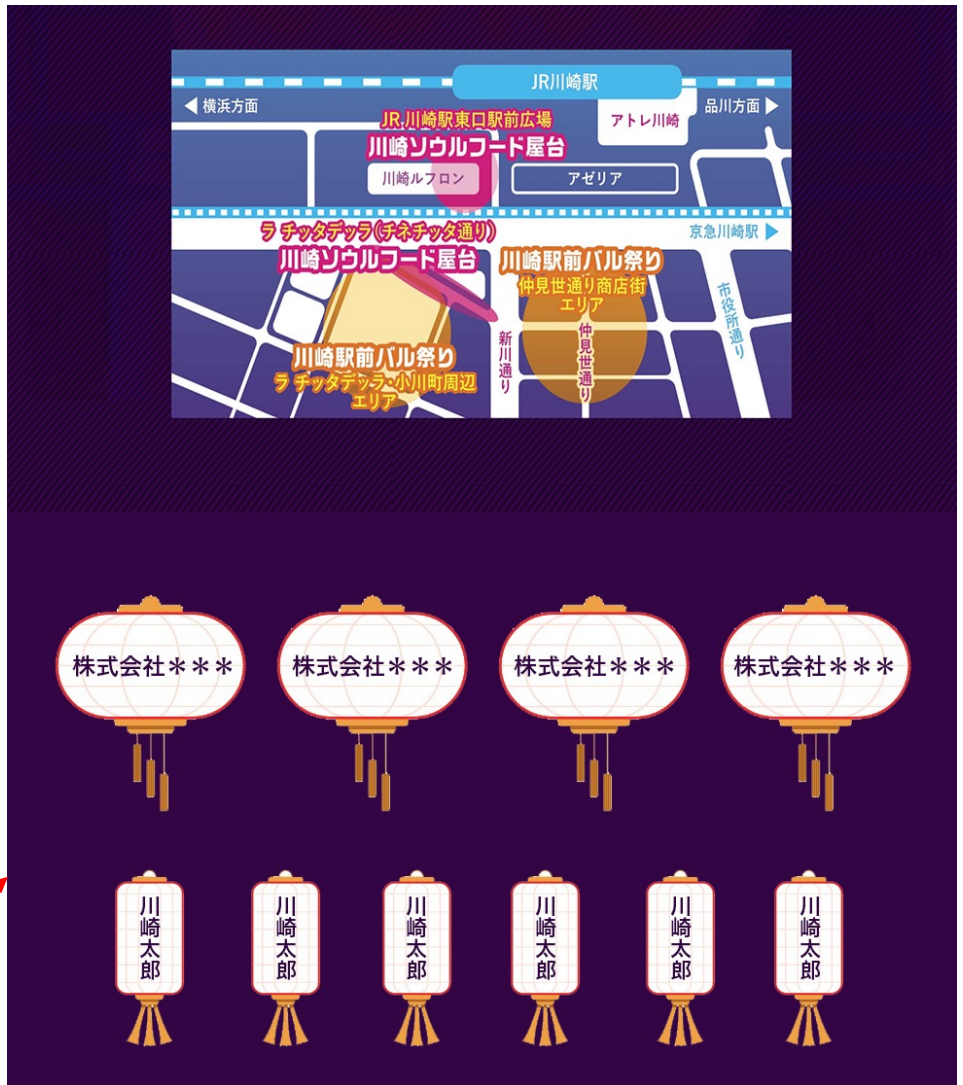 JR川崎駅
◀ 横浜方面
品川方面 ▶
アトレ川崎
JR川崎駅東口駅前広場
川崎ソウルフード屋台
川崎ルフロン
アゼリア
ラ チッタデッラ(チネチッタ通り)
川崎ソウルフード屋台
京急川崎駅 ▶
川崎駅前バル祭り
仲見世通り商店街
エリア
市役所通り
新川通り
仲見世通り
川崎駅前バル祭り
ラ チッタデッラ・小川町周辺
エリア
株式会社＊＊＊
株式会社＊＊＊
株式会社＊＊＊
株式会社＊＊＊
川崎太郎
川崎太郎
川崎太郎
川崎太郎
川崎太郎
川崎太郎